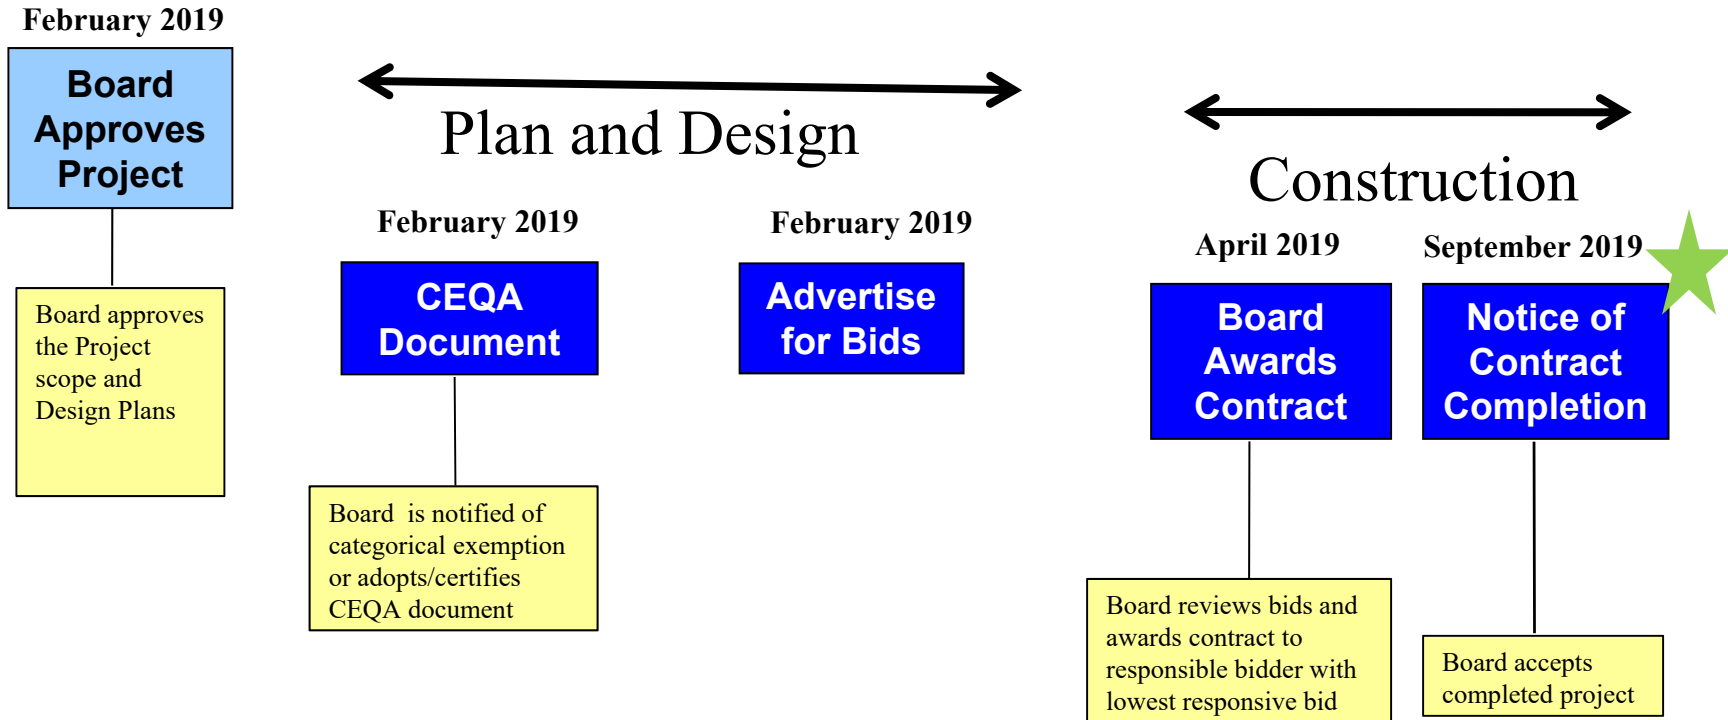 February 2019
Board
Approves
Project
Board approves
the Project
scope and
Design Plans
Plan and Design
February 2019
CEQA
Document
Board is notified of
categorical exemption
or adopts/certifies
CEQA document
February 2019
Advertise
for Bids
Construction
April 2019
Board
Awards
Contract
Board reviews bids and
awards contract to
responsible bidder with
lowest responsive bid
September 2019
Notice of
Contract
Completion
Board accepts
completed project